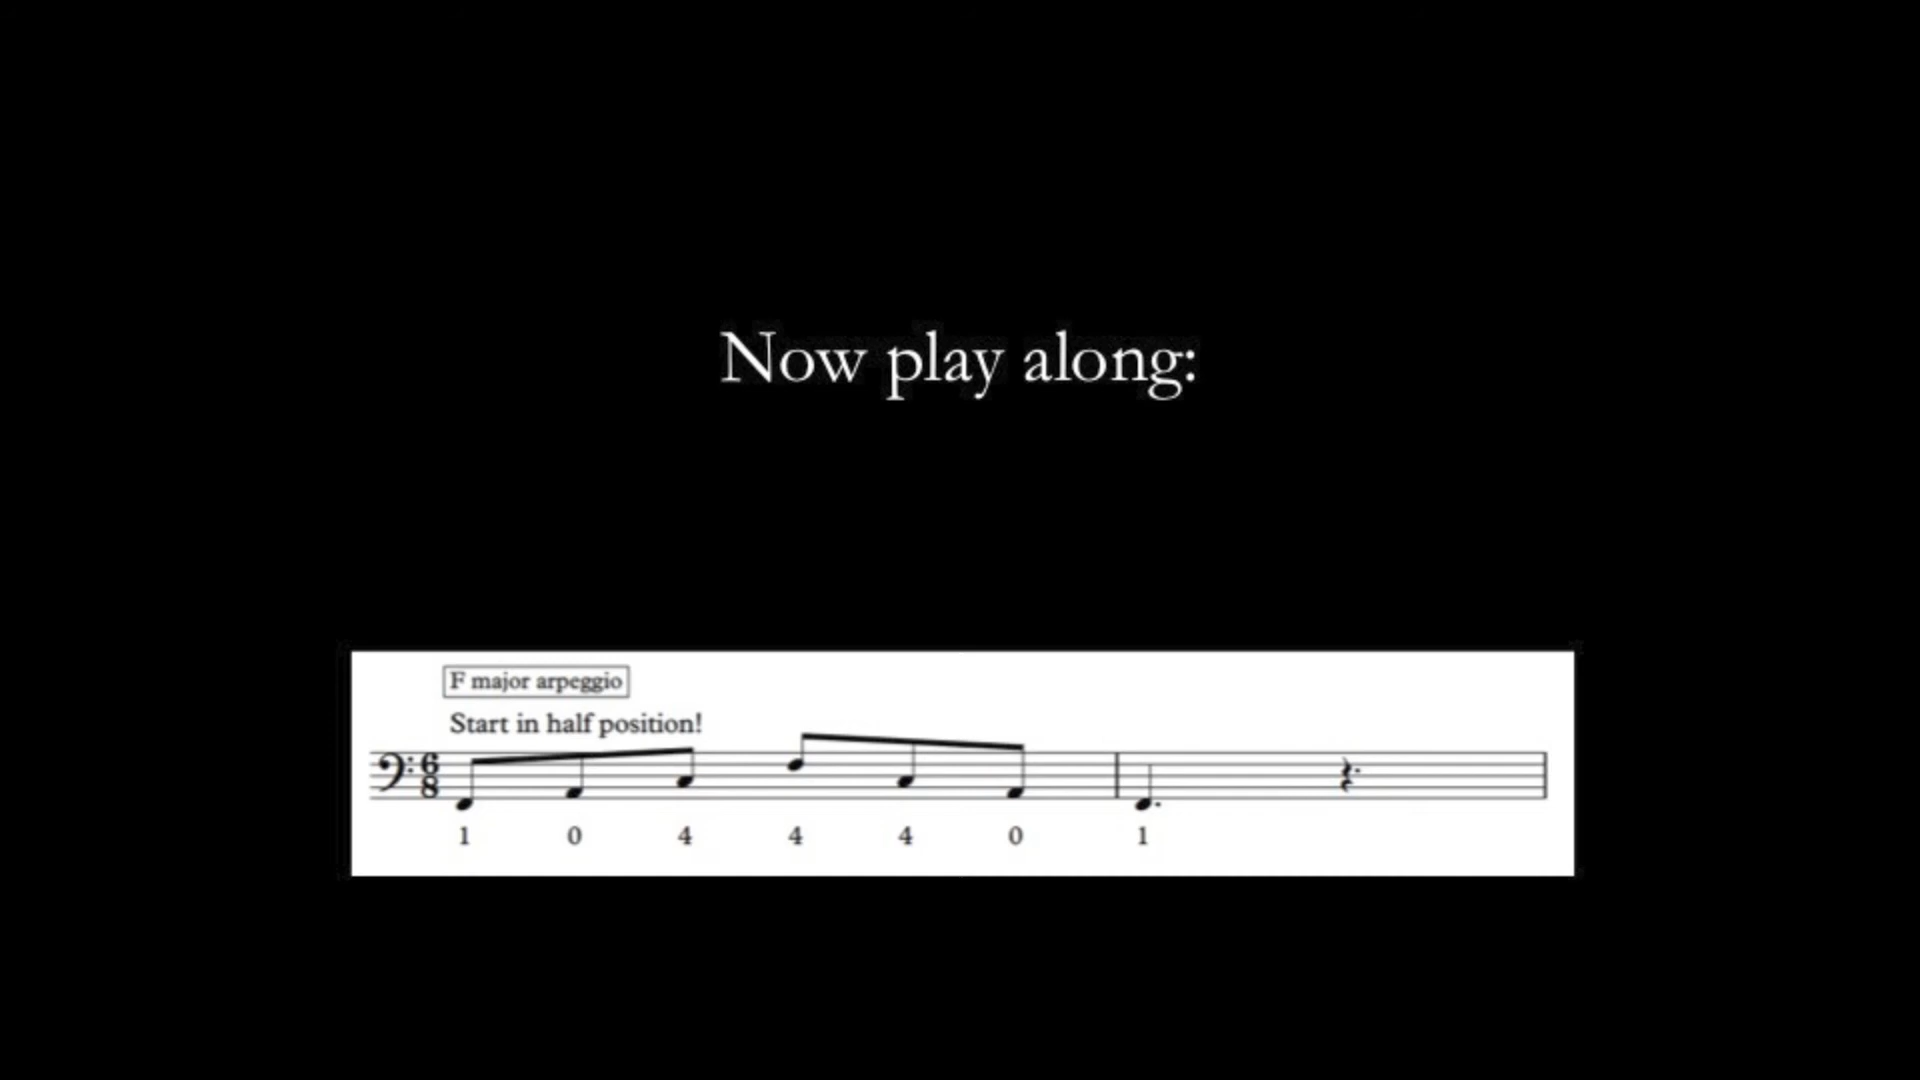 Now play along:
F major arpeggio
Start in half position!
6
8
1 0 4 4 4 0 1